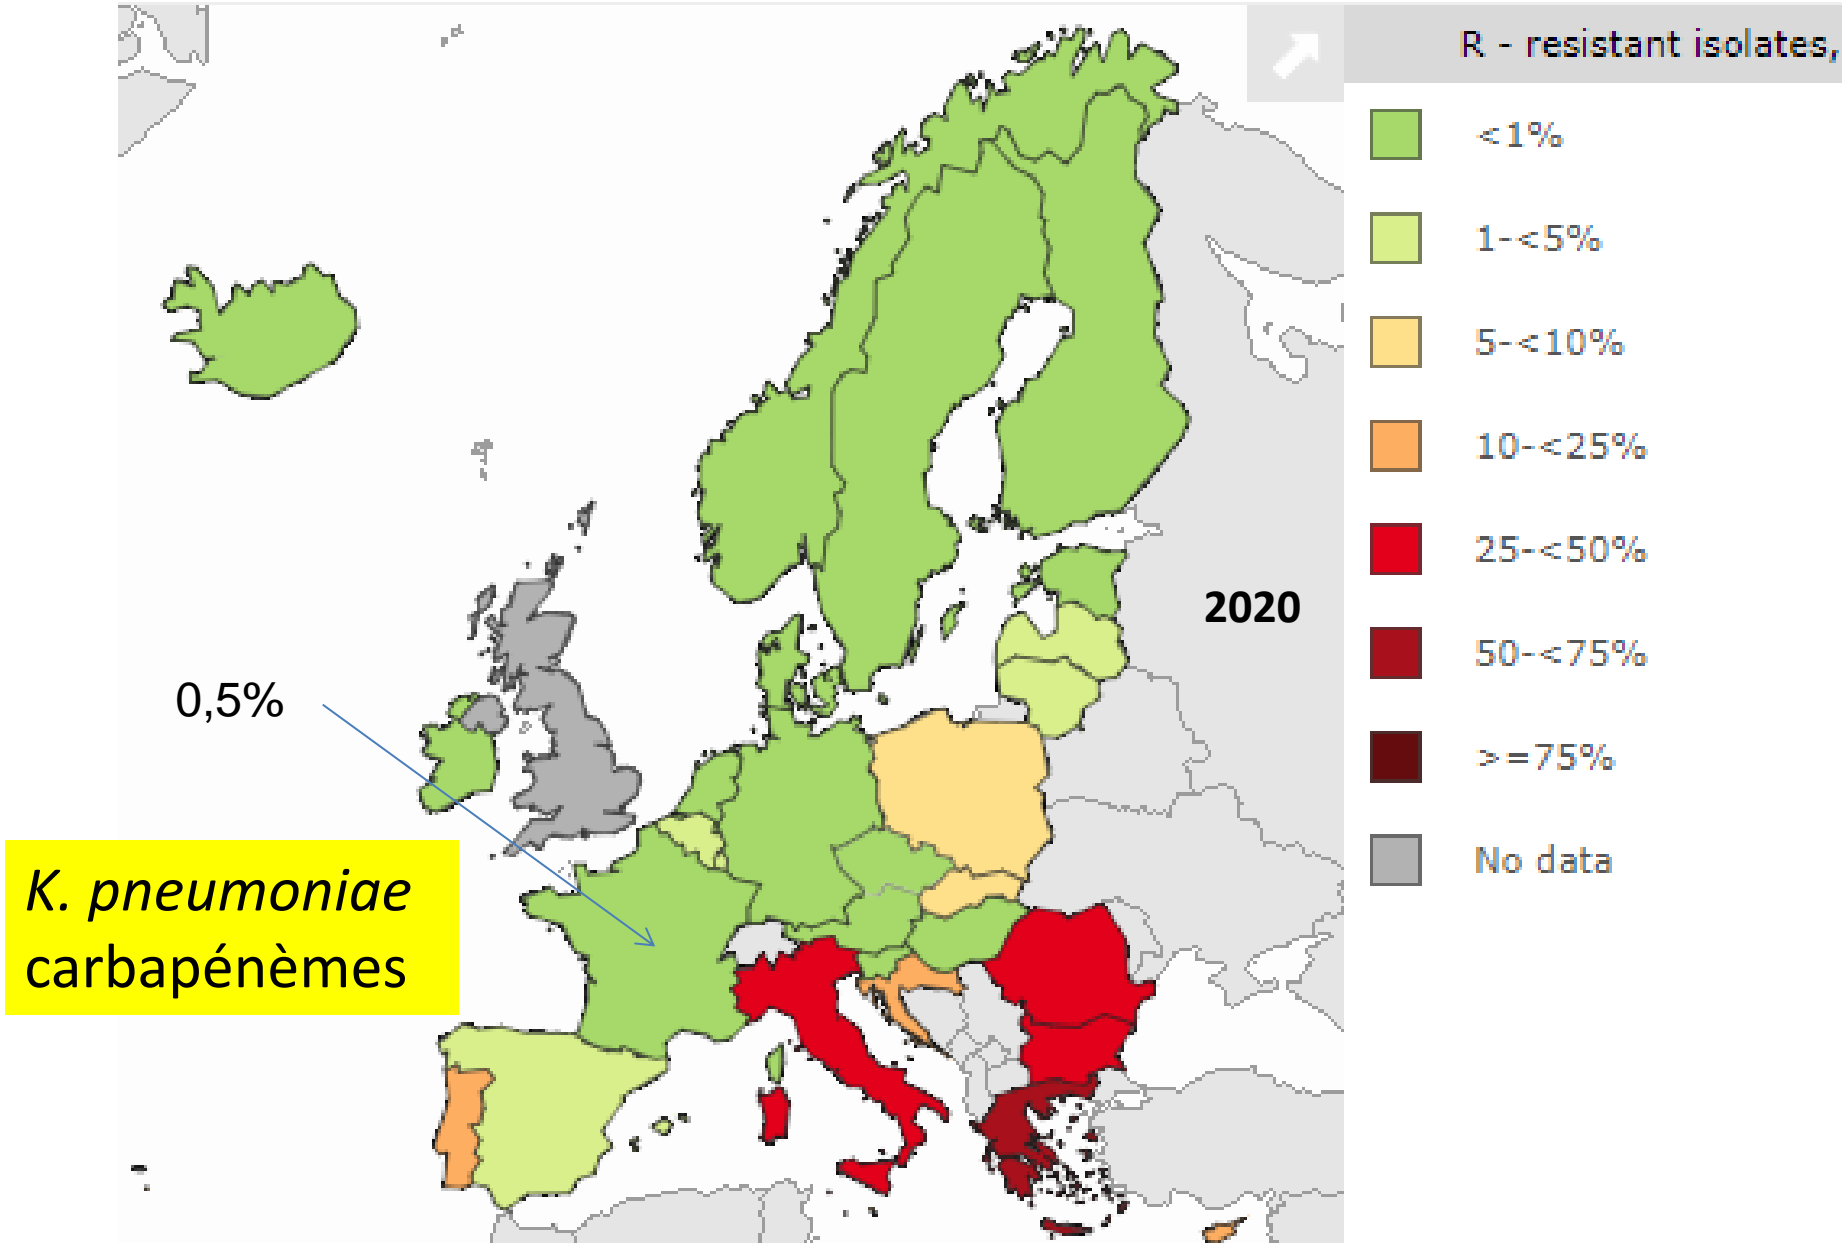 R - resistant isolates,
<1%
1-<5%
5-<10%
10-<25%
25-<50%
50-<75%
>=75%
No data
2020
0,5%
K. pneumoniae
carbapénèmes